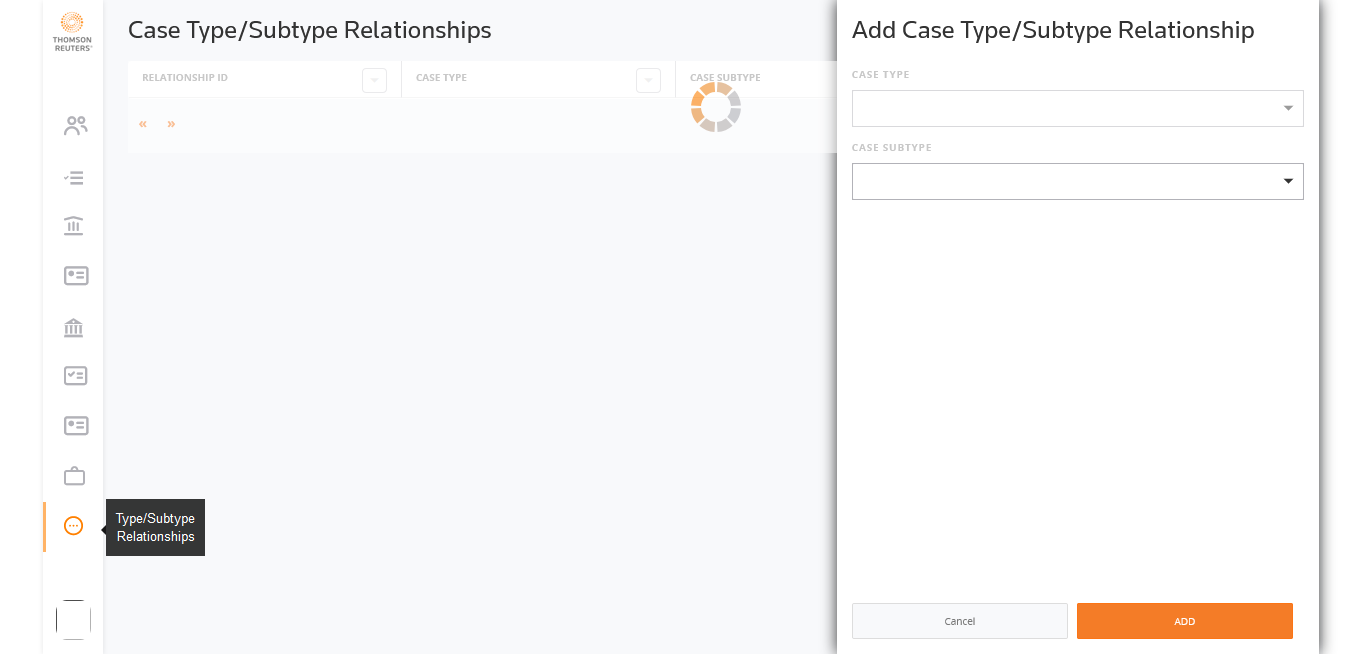 THOMSON
REUTERS®
Case Type/Subtype Relationships
RELATIONSHIP ID
CASE TYPE
CASE SUBTYPE
« »
Type/Subtype
Relationships
Add Case Type/Subtype Relationship
CASE TYPE
CASE SUBTYPE
Cancel
ADD